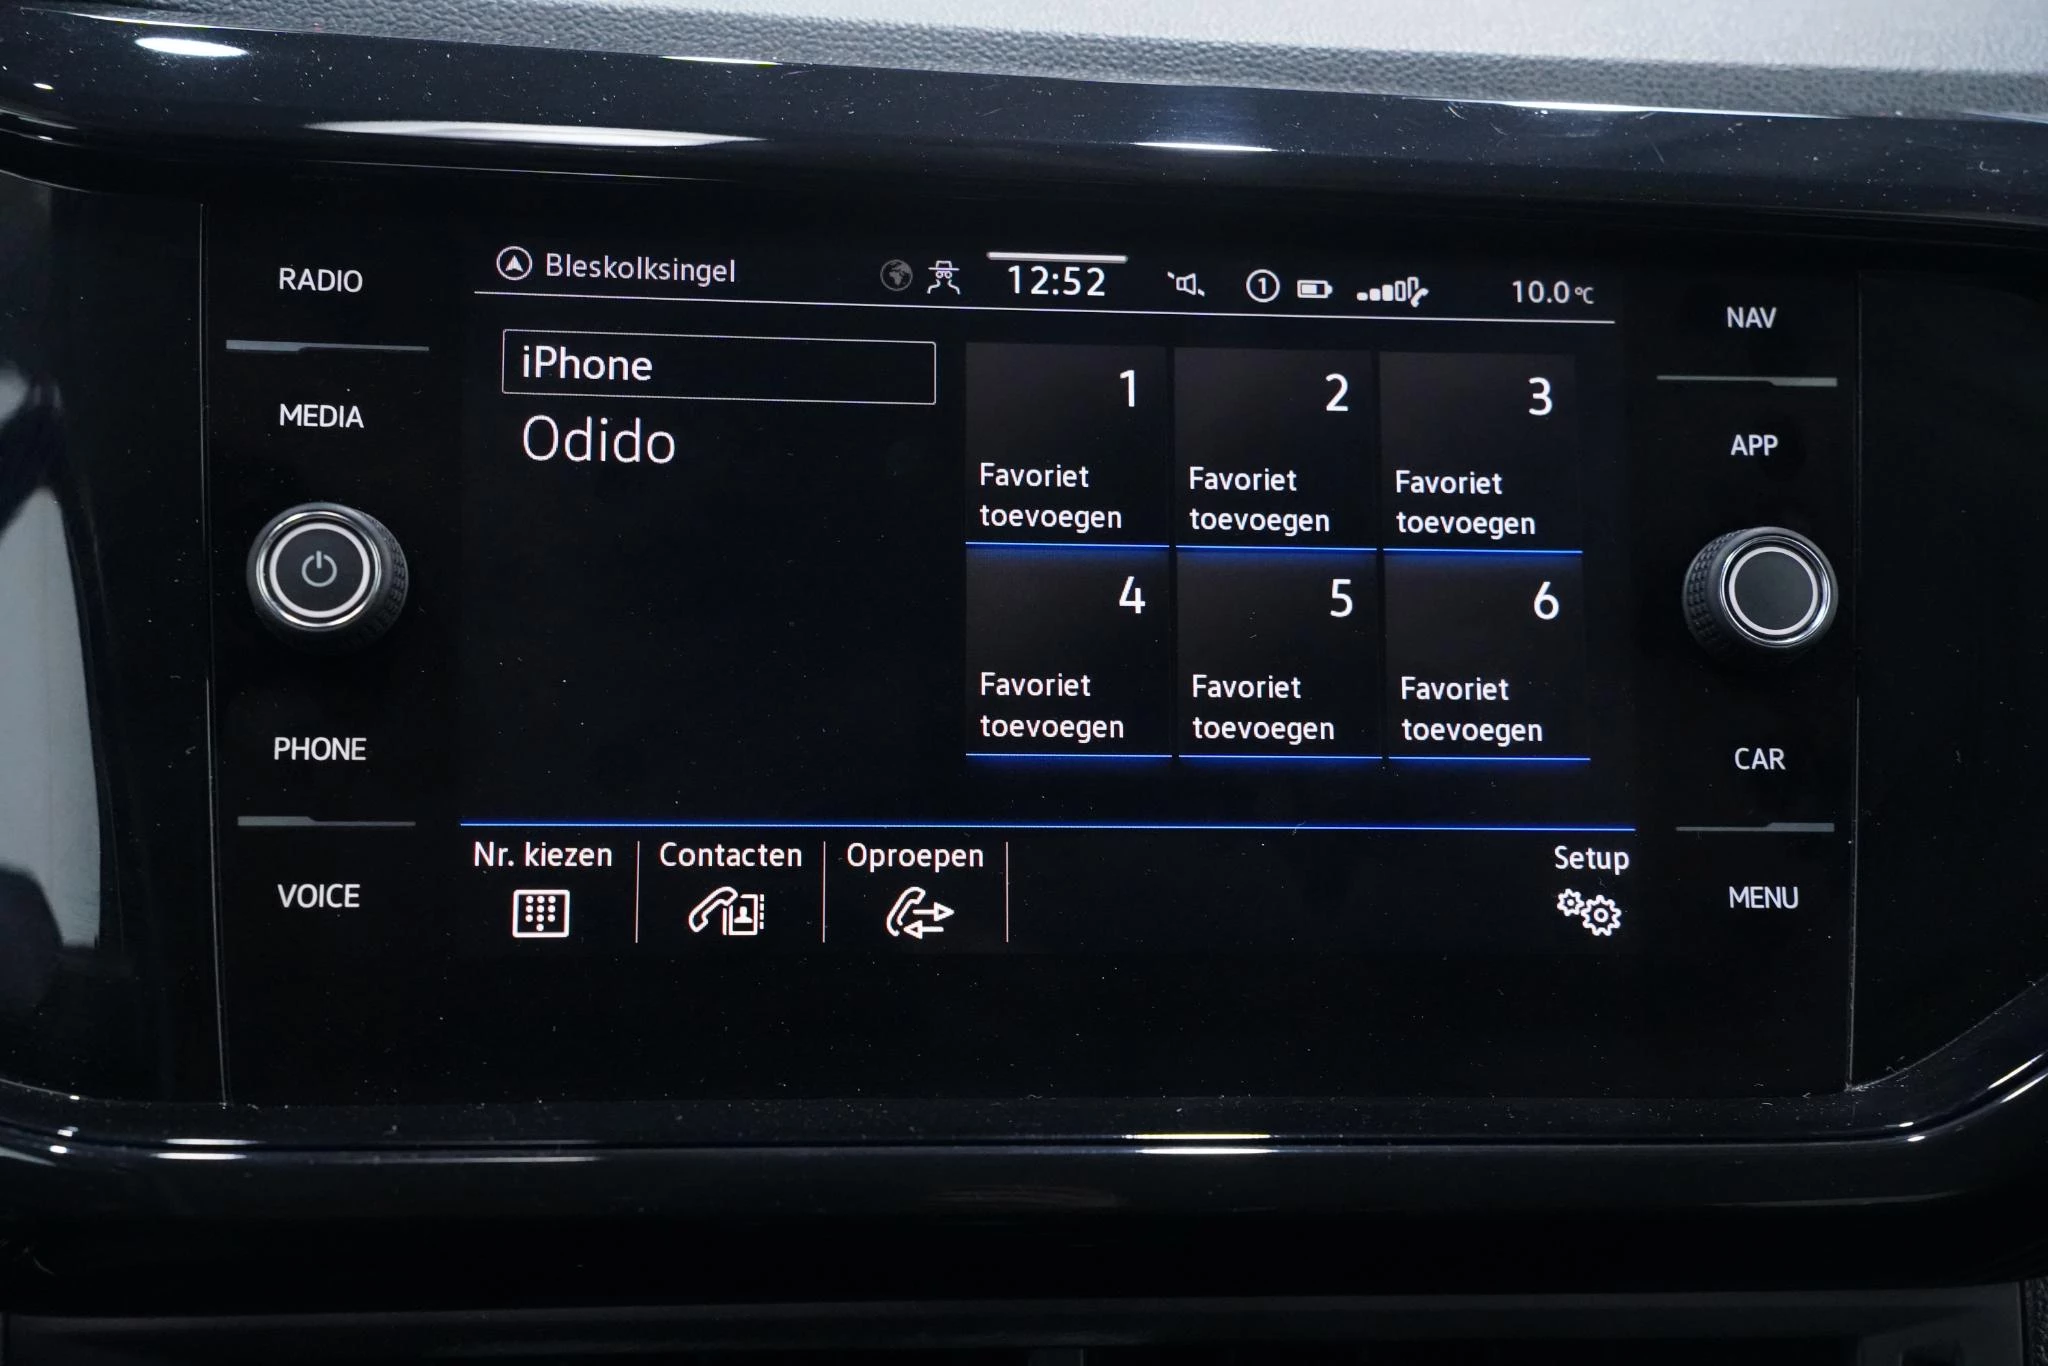 RADIO
MEDIA
PHONE
VOICE
Bleskolksingel
12:52
1
10.0°C
iPhone
Odido
1
Favoriet
toevoegen
2
Favoriet
toevoegen
3
Favoriet
toevoegen
4
Favoriet
toevoegen
5
Favoriet
toevoegen
6
Favoriet
toevoegen
Nr. kiezen
Contacten
Oproepen
Setup
NAV
APP
CAR
MENU